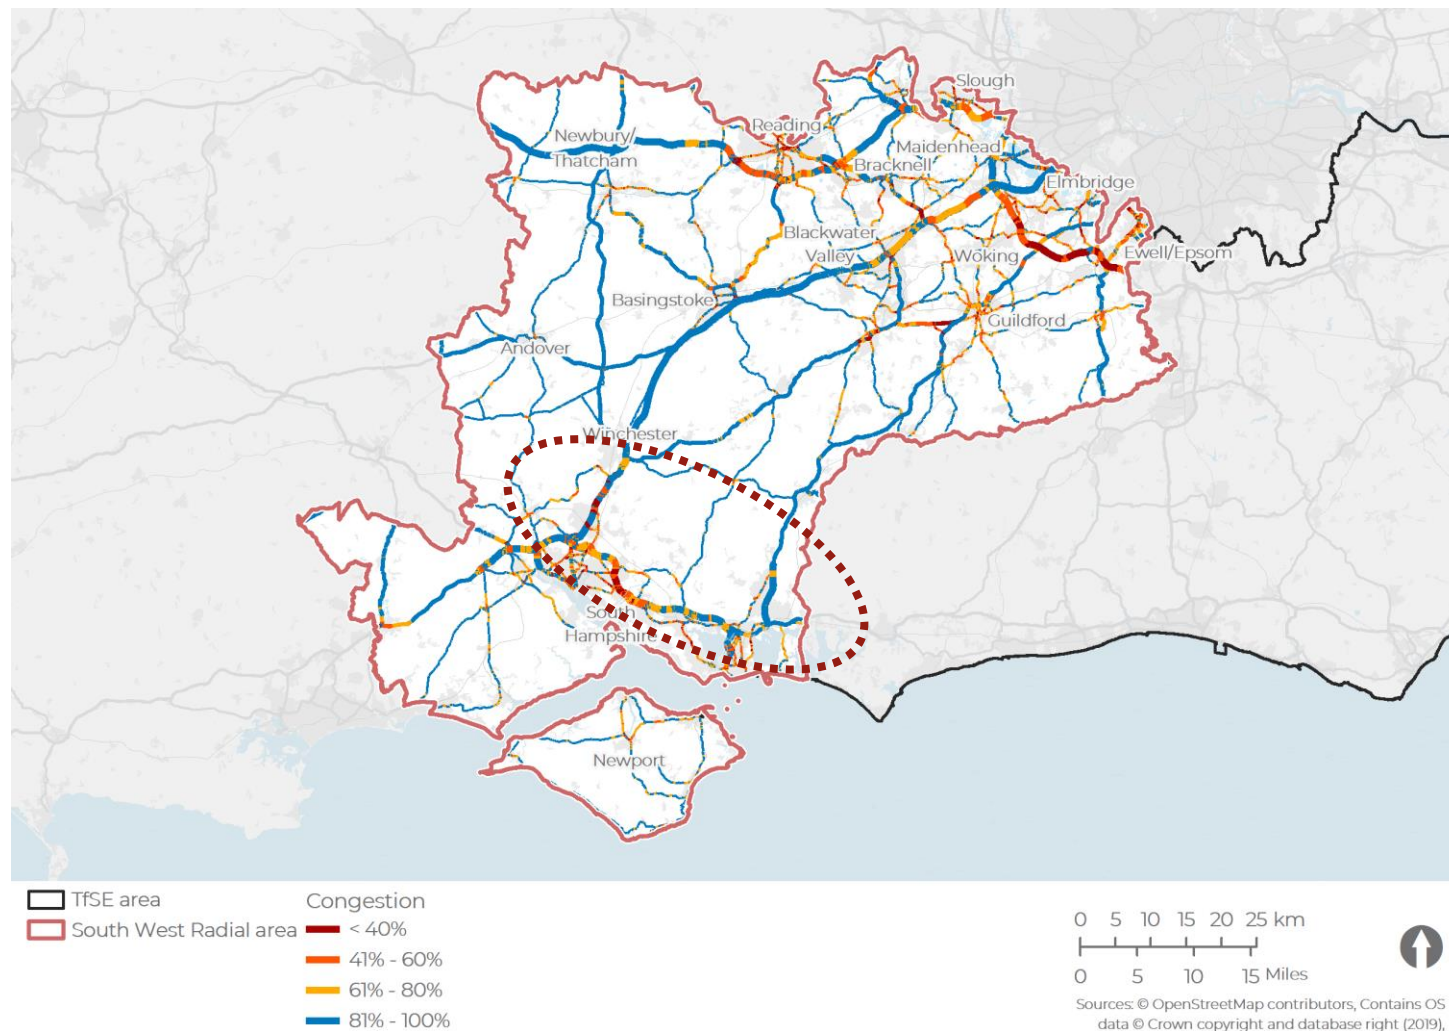 Slough
Reading
Newbury/
Thatcham
Maidenhead
Bracknell
Elmbridge
Blackwater
Valley
Woking
Ewell/Epsom
Basingstoke
Guildford
Andover
Winchester
South
Hampshire
Newport
TfSE area
South West Radial area
Congestion
< 40%
41% - 60%
61% - 80%
81% - 100%
0 5 10 15 20 25 km
0 5 10 15 Miles
Sources: © OpenStreetMap contributors, Contains OS
data © Crown copyright and database right (2019),